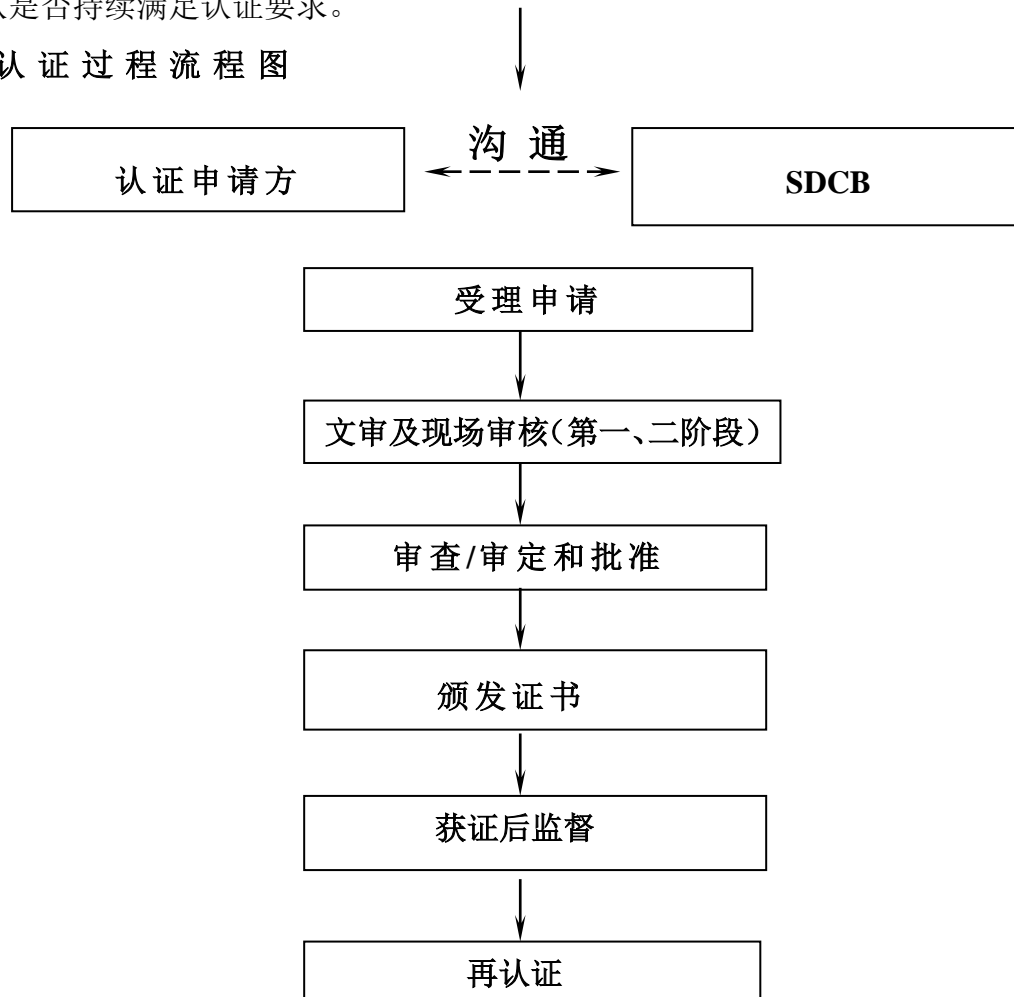 是否持续满足认证要求。
认证过程流程图
沟 通
认证申请方
SDCB
受理申请
文审及现场审核(第一、二阶段)
审查/审定和批准
颁发证书
获证后监督
再认证